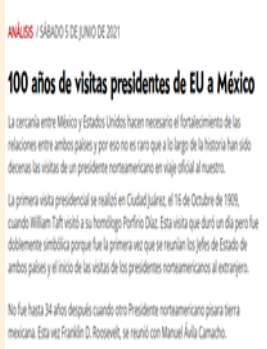 ANÁLISIS / SÁBADO 5 DE JUNIO DE 2021
100 años de visitas presidentes de EU a México
La cercanía entre México y Estados Unidos hacen necesario el fortalecimiento de las
relaciones entre ambos países y por eso no es raro que a lo largo de la historia han sido
decenas las visitas de un presidente norteamericano en viaje oficial al nuestro.
La primera visita presidencial se realizó en Ciudad Juárez, el 16 de Octubre de 1909,
cuando William Taft visitó a su homólogo Porfirio Díaz. Esta visita que duró un día pero fue
doblemente simbólica porque fue la primera vez que se reunían los Jefes de Estado de
ambos países y el inicio de las visitas de los presidentes norteamericanos al extranjero.
No fue hasta 34 años después cuando otro Presidente norteamericano pisara tierra
mexicana. Esta vez Franklin D. Roosevelt, se reunió con Manuel Ávila Camacho.